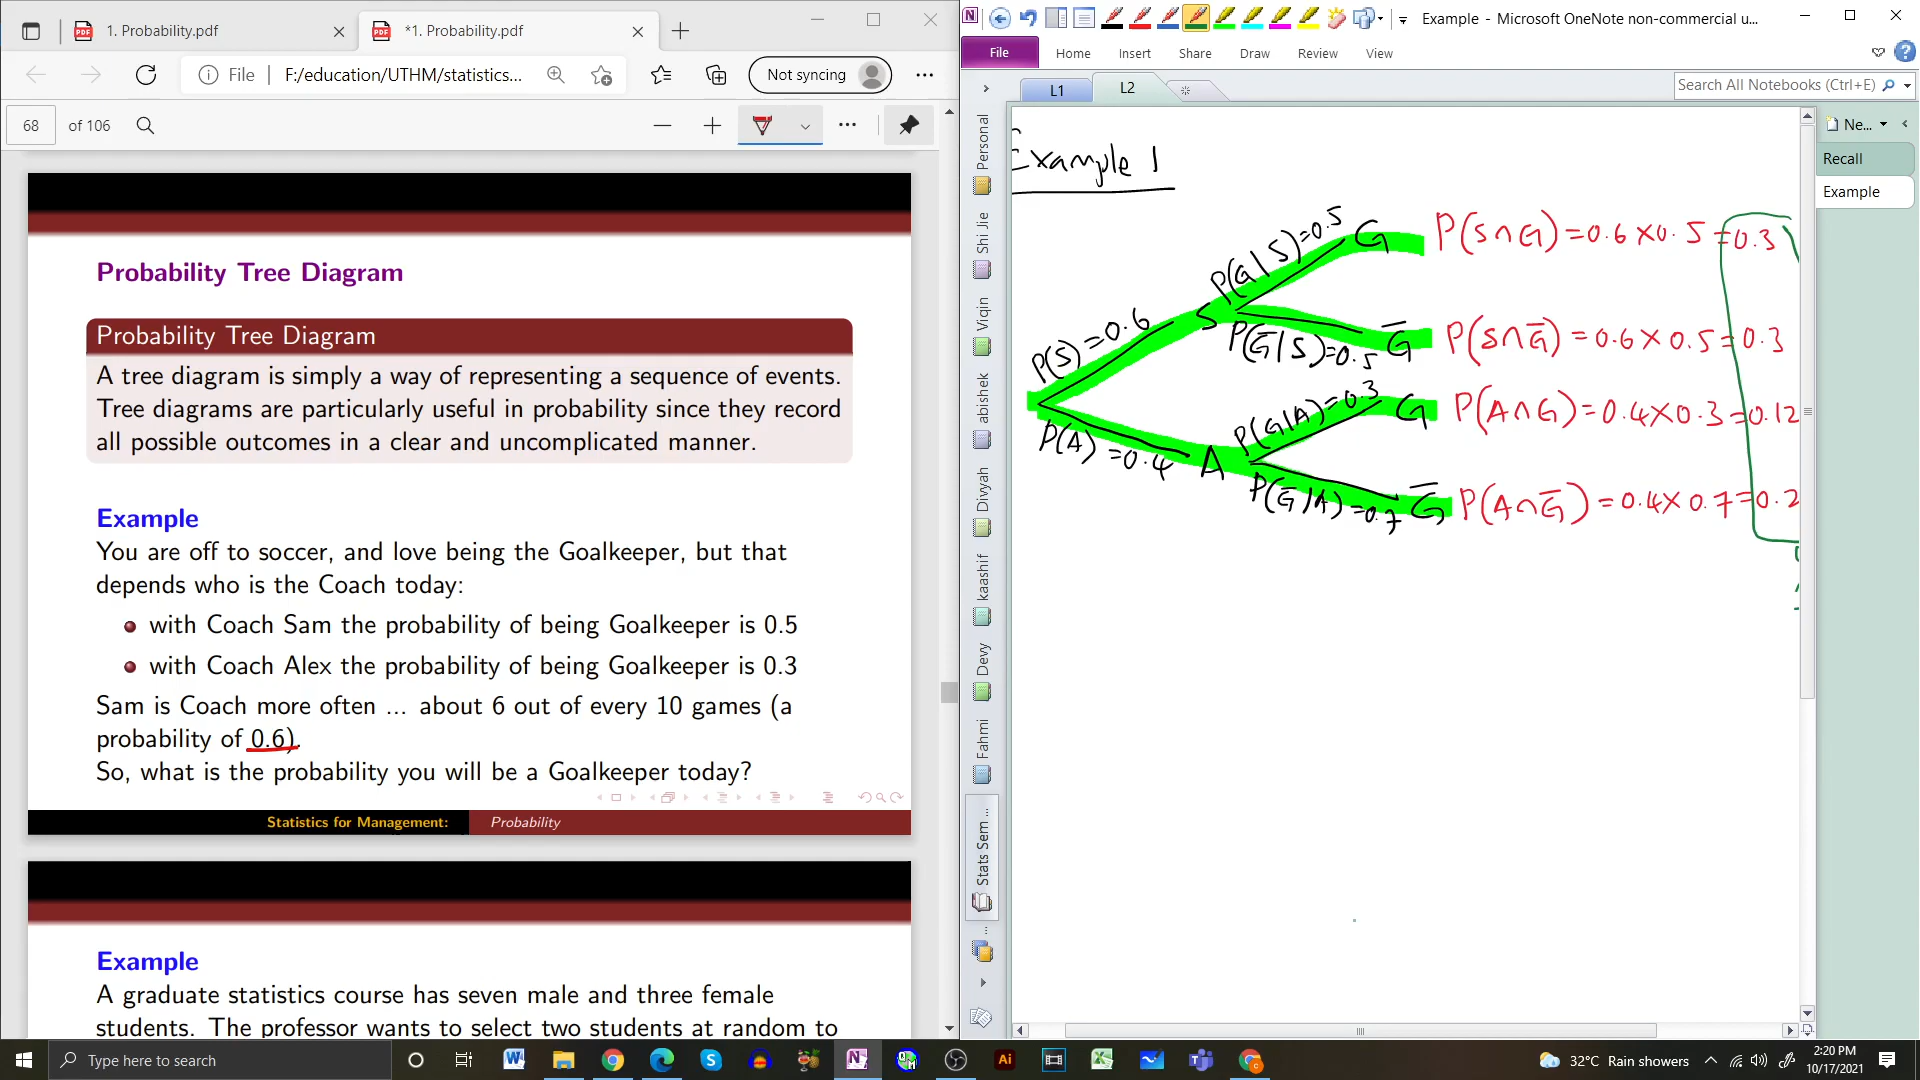 1. Probability.pdf
*1. Probability.pdf
File
F:/education/UTHM/statistics...
Not syncing
68 of 106
Probability Tree Diagram
Probability Tree Diagram
A tree diagram is simply a way of representing a sequence of events.
Tree diagrams are particularly useful in probability since they record
all possible outcomes in a clear and uncomplicated manner.
Example
You are off to soccer, and love being the Goalkeeper, but that
depends who is the Coach today:
with Coach Sam the probability of being Goalkeeper is 0.5
with Coach Alex the probability of being Goalkeeper is 0.3
Sam is Coach more often ... about 6 out of every 10 games (a
probability of 0.6).
So, what is the probability you will be a Goalkeeper today?
Statistics for Management: Probability
Example
A graduate statistics course has seven male and three female
students. The professor wants to select two students at random to
Example - Microsoft OneNote non-commercial u...
File Home Insert Share Draw Review View
L1 L2
Search All Notebooks (Ctrl+E)
Personal
Shi Jie
Viqin
abishek
Divyah
kaashif
Devy
Fahmi
Stats Sem ...
Ne...
Recall
Example
Example 1
P(S) = 0.6
S
P(G|S) = 0.5
G
P(S∩G) = 0.6 × 0.5 = 0.3
P(G̅|S) = 0.5
G̅
P(S∩G̅) = 0.6 × 0.5 = 0.3
P(A) = 0.4
A
P(G|A) = 0.3
G
P(A∩G) = 0.4 × 0.3 = 0.12
P(G̅|A) = 0.7
G̅
P(A∩G̅) = 0.4 × 0.7 = 0.2
Type here to search
32°C Rain showers
2:20 PM
10/17/2021